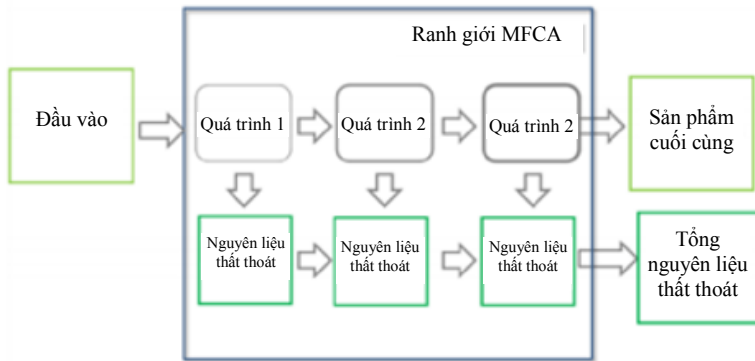 Ranh giới MFCA
Đầu vào
Quá trình 1
Quá trình 2
Quá trình 2
Sản phẩm
cuối cùng
Nguyên liệu
thất thoát
Nguyên liệu
thất thoát
Nguyên liệu
thất thoát
Tổng
nguyên liệu
thất thoát